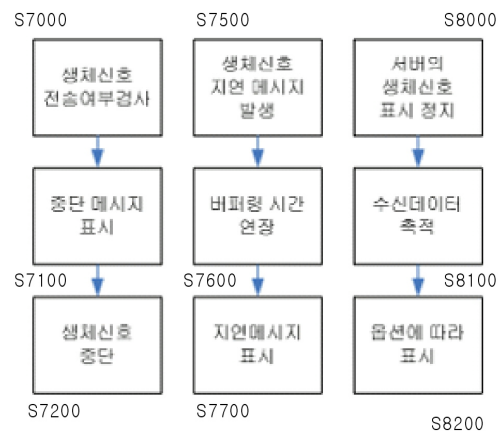 S7000
S7500
S8000
생체신호
전송여부검사
생체신호
지연 메시지
발생
서버의
생체신호
표시 정지
중단 메시지
표시
버퍼링 시간
연장
수신데이터
축적
S7100
S7600
S8100
생체신호
중단
지연메시지
표시
옵션에 따라
표시
S7200
S7700
S8200